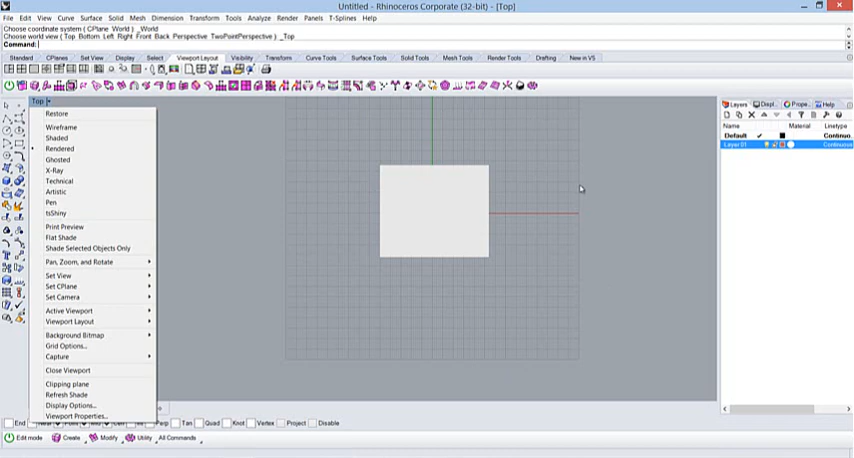 Untitled - Rhinoceros Corporate (32-bit) - [Top]
File Edit View Curve Surface Solid Mesh Dimension Transform Tools Analyze Render Panels T-Splines Help
Choose coordinate system ( CPlane World ) _World
Choose world view ( Top Bottom Left Right Front Back Perspective TwoPointPerspective ) _Top
Command:
Standard CPlanes Set View Display Select Viewport Layout Visibility Transform Curve Tools Surface Tools Solid Tools Mesh Tools Render Tools Drafting New in V5
Top
Restore
Wireframe
Shaded
Rendered
Ghosted
X-Ray
Technical
Artistic
Pen
tsShiny
Print Preview
Flat Shade
Shade Selected Objects Only
Pan, Zoom, and Rotate
Set View
Set CPlane
Set Camera
Active Viewport
Viewport Layout
Background Bitmap
Grid Options...
Capture
Close Viewport
Clipping plane
Refresh Shade
Display Options...
Viewport Properties...
Layers Displ... Prope... Help
Name Material Linetype
Default Continuo...
Layer 01 Continuous
End Perp Tan Quad Knot Vertex Project Disable
Edit mode Create Modify Utility All Commands